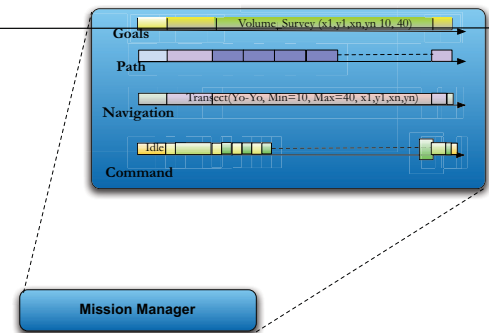 Volume_Survey (x1,y1,xn,yn 10, 40)
Goals
Path
Transect(Yo-Yo, Min=10, Max=40, x1,y1,xn,yn)
Navigation
Idle
Command
Mission Manager